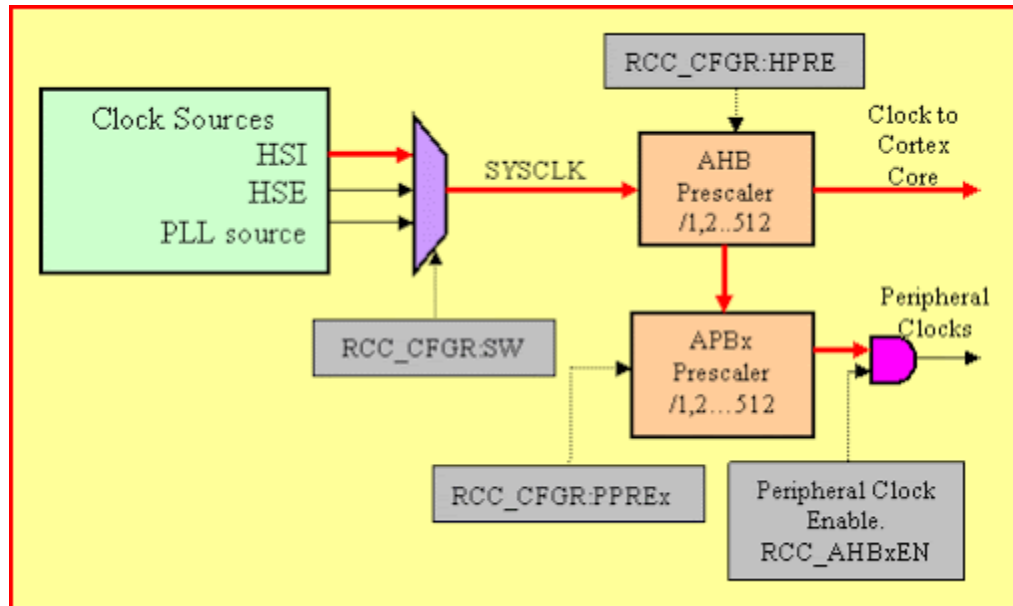 RCC_CFGR:HPRE
Clock Sources
HSI
HSE
PLL source
SYSCLK
AHB
Prescaler
/1,2..512
Clock to
Cortex
Core
RCC_CFGR:SW
APBx
Prescaler
/1,2...512
Peripheral
Clocks
RCC_CFGR:PPREx
Peripheral Clock
Enable.
RCC_AHBxEN